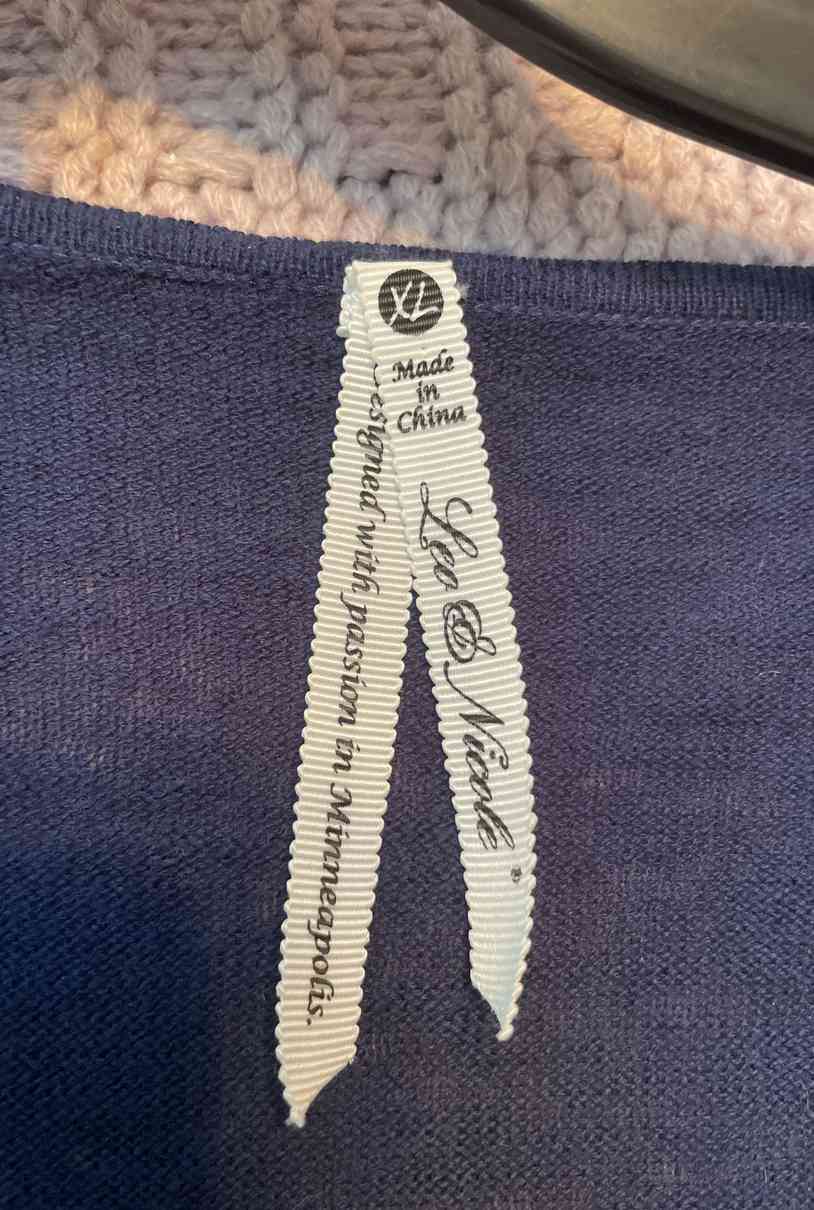 XL
Made
in
China
Leo & Nicole ®
esigned with passion in Minneapolis.